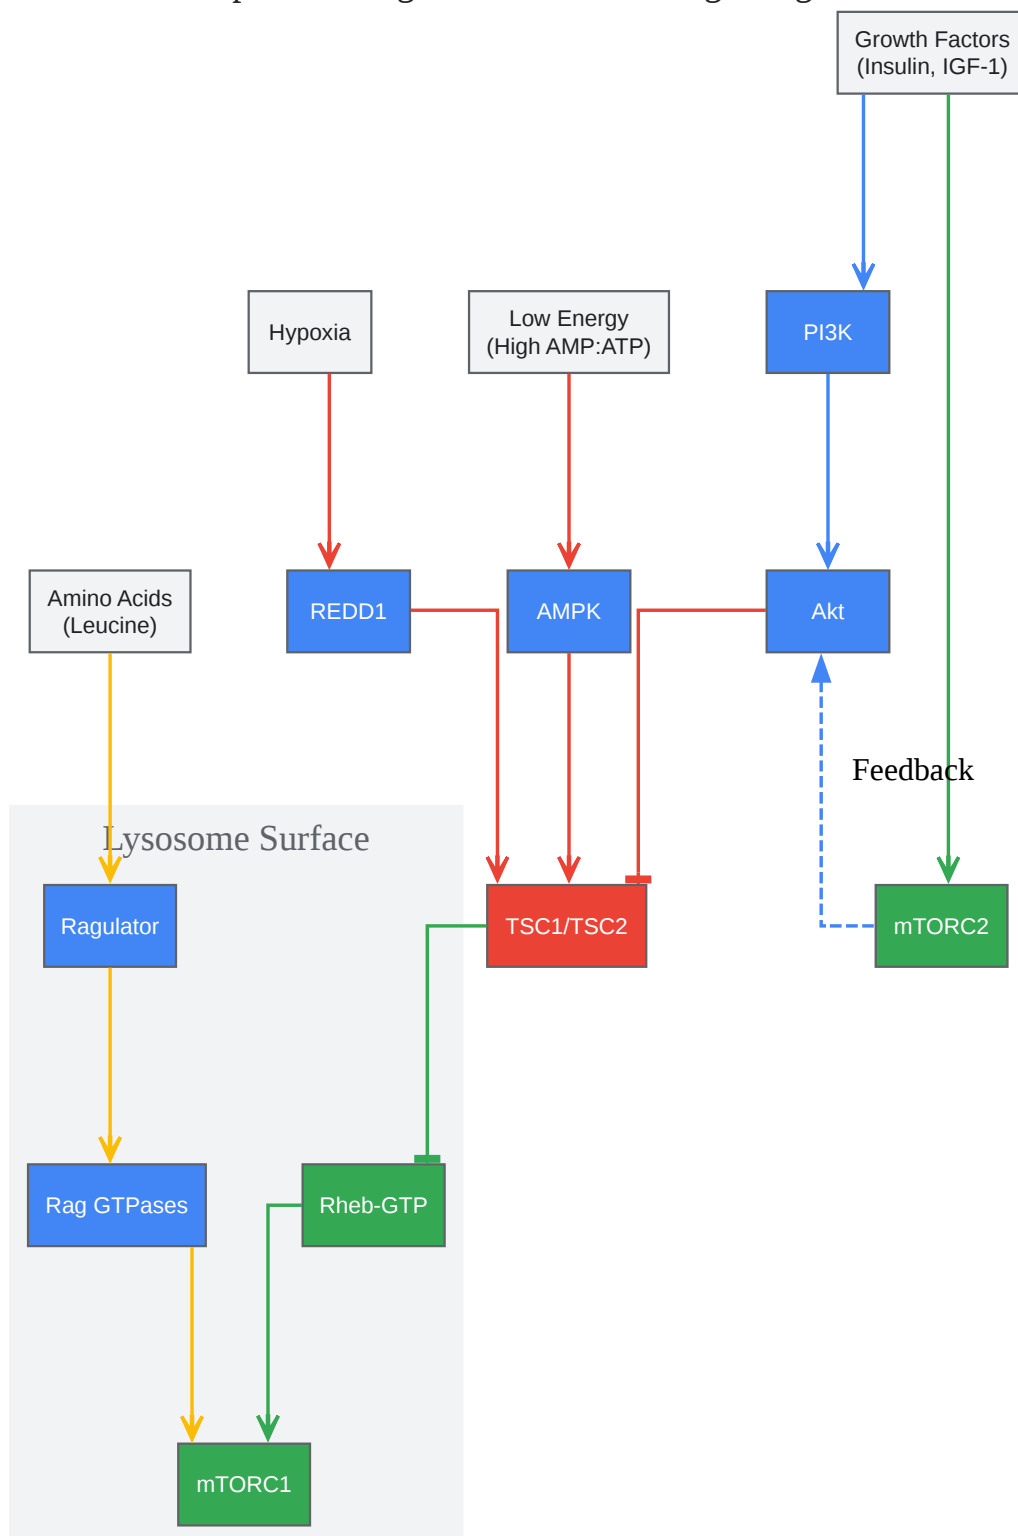 Growth Factors
(Insulin, IGF-1)
Hypoxia
Low Energy
(High AMP:ATP)
PI3K
Amino Acids
(Leucine)
REDD1
AMPK
Akt
Feedback
Lysosome Surface
Ragulator
TSC1/TSC2
mTORC2
Rag GTPases
Rheb-GTP
mTORC1